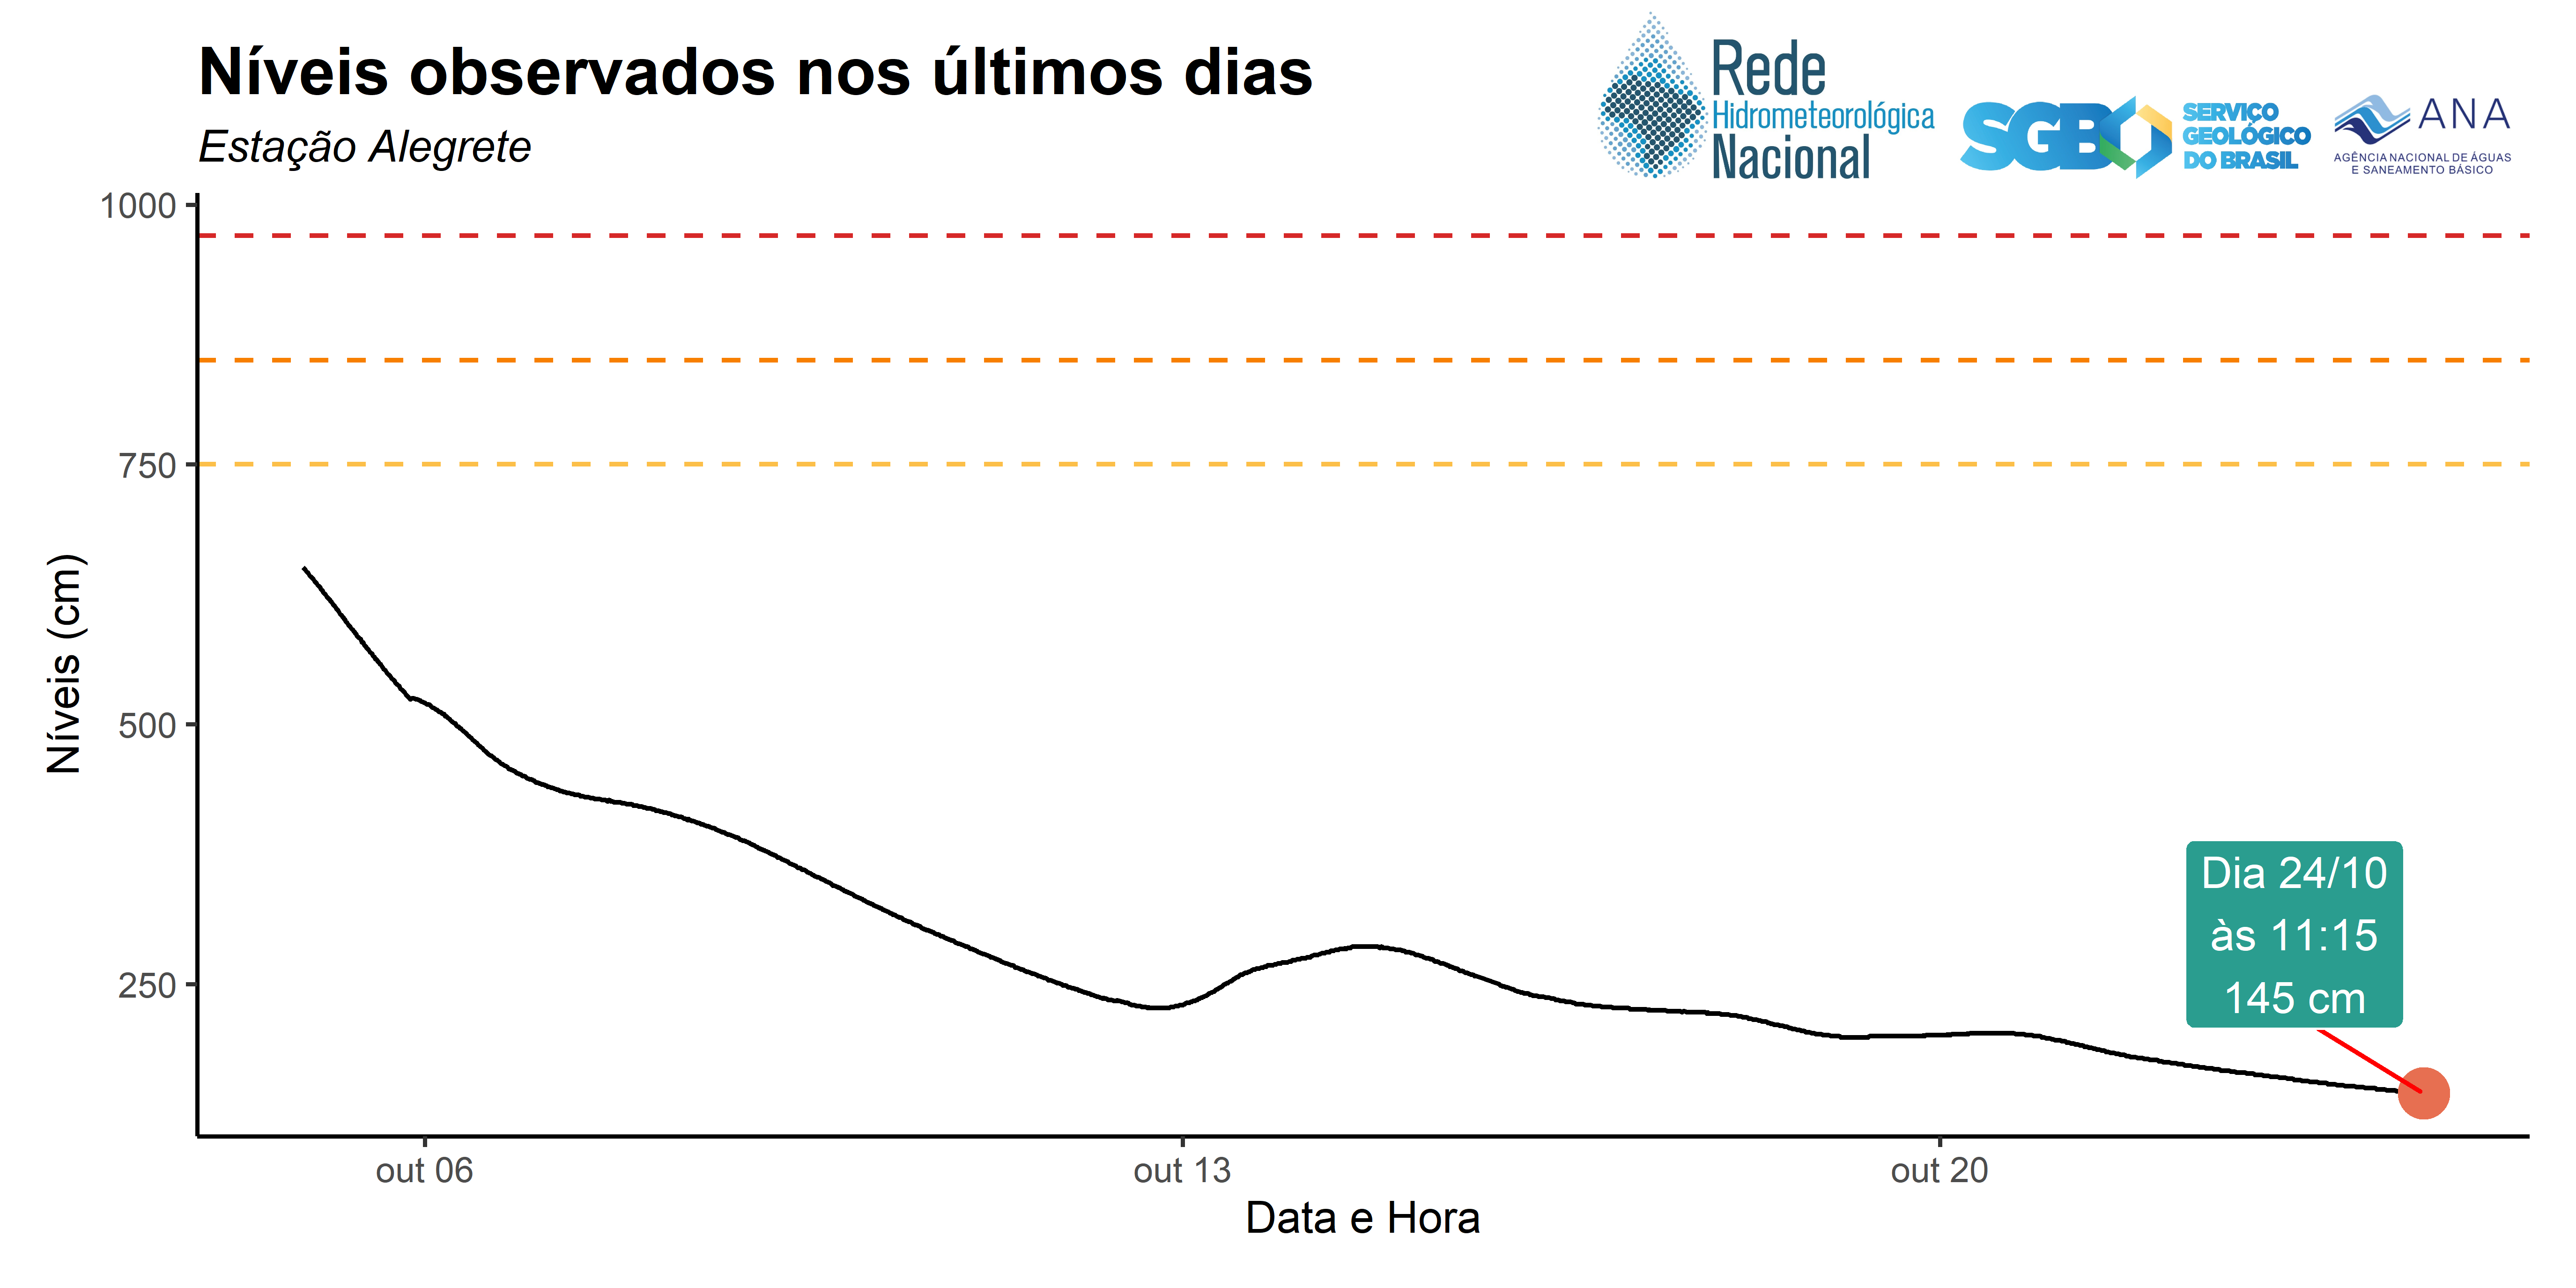 Níveis observados nos últimos dias
Estação Alegrete
Rede
Hidrometeorológica
Nacional
SGB
SERVIÇO
GEOLÓGICO
DO BRASIL
ANA
AGÊNCIA NACIONAL DE ÁGUAS
E SANEAMENTO BÁSICO
1000
750
500
250
Níveis (cm)
Dia 24/10
às 11:15
145 cm
out 06
out 13
out 20
Data e Hora